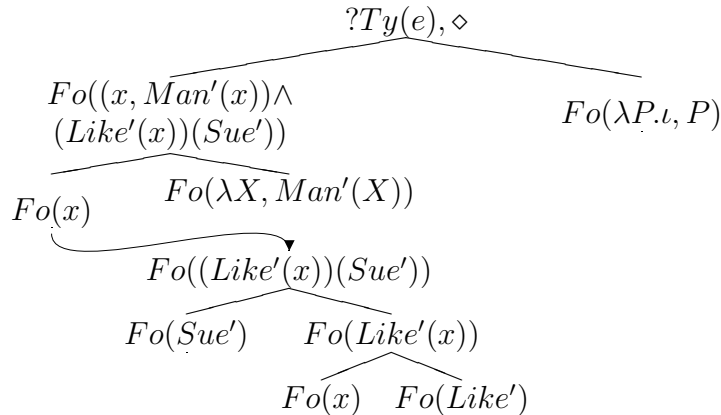 ?Ty(e), ⋄
Fo((x, Man′(x))∧
(Like′(x))(Sue′))
Fo(λP.ι, P)
Fo(x)
Fo(λX, Man′(X))
Fo((Like′(x))(Sue′))
Fo(Sue′)
Fo(Like′(x))
Fo(x)
Fo(Like′)